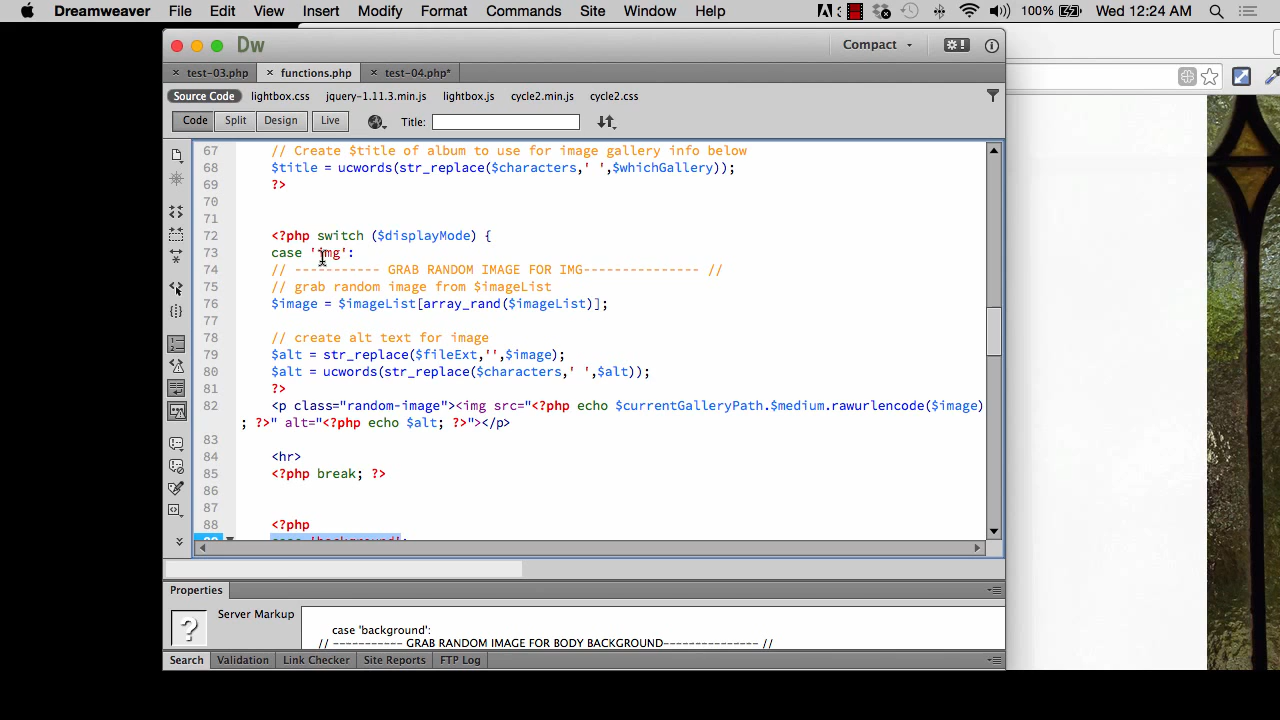 Dreamweaver File Edit View Insert Modify Format Commands Site Window Help 100% Wed 12:24 AM
Dw Compact
test-03.php functions.php test-04.php*
Source Code lightbox.css jquery-1.11.3.min.js lightbox.js cycle2.min.js cycle2.css
Code Split Design Live Title:
67 // Create $title of album to use for image gallery info below
68 $title = ucwords(str_replace($characters,' ',$whichGallery));
69 ?>
70
71
72 <?php switch ($displayMode) {
73 case 'img':
74 // ----------- GRAB RANDOM IMAGE FOR IMG--------------- //
75 // grab random image from $imageList
76 $image = $imageList[array_rand($imageList)];
77
78 // create alt text for image
79 $alt = str_replace($fileExt,'',$image);
80 $alt = ucwords(str_replace($characters,' ',$alt));
81 ?>
82 <p class="random-image"><img src="<?php echo $currentGalleryPath.$medium.rawurlencode($image)
; ?>" alt="<?php echo $alt; ?>"></p>
83
84 <hr>
85 <?php break; ?>
86
87
88 <?php
89 case 'background':
Properties
Server Markup
case 'background':
// ----------- GRAB RANDOM IMAGE FOR BODY BACKGROUND--------------- //
Search Validation Link Checker Site Reports FTP Log